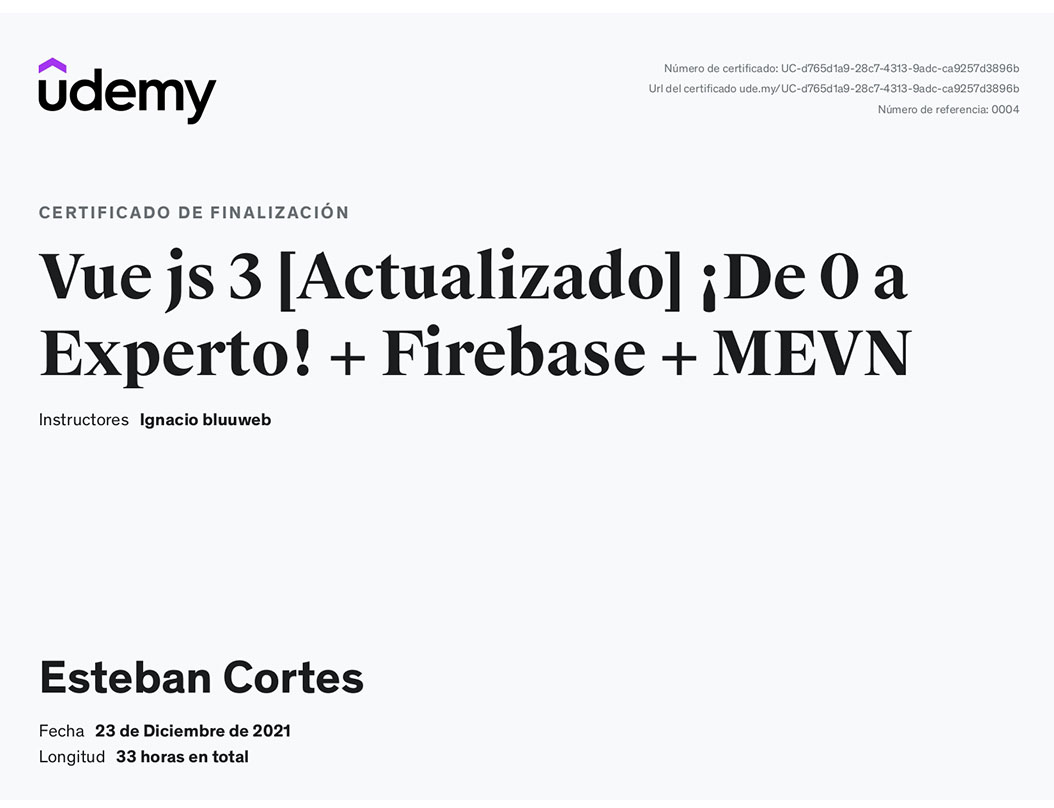 udemy
Número de certificado: UC-d765d1a9-28c7-4313-9adc-ca9257d3896b
Url del certificado ude.my/UC-d765d1a9-28c7-4313-9adc-ca9257d3896b
Número de referencia: 0004
CERTIFICADO DE FINALIZACIÓN
Vue js 3 [Actualizado] ¡De 0 a
Experto! + Firebase + MEVN
Instructores Ignacio bluuweb
Esteban Cortes
Fecha 23 de Diciembre de 2021
Longitud 33 horas en total